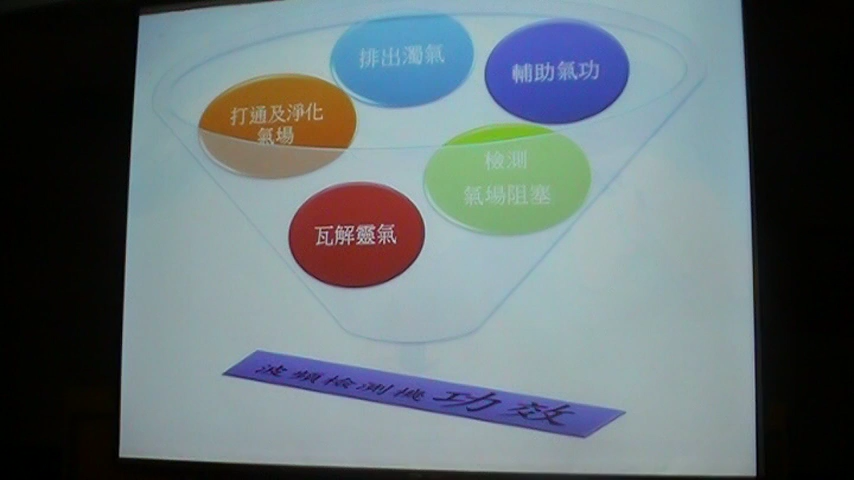 排出濁氣
輔助氣功
打通及淨化
氣場
檢測
氣場阻塞
瓦解靈氣
波頻檢測機功效